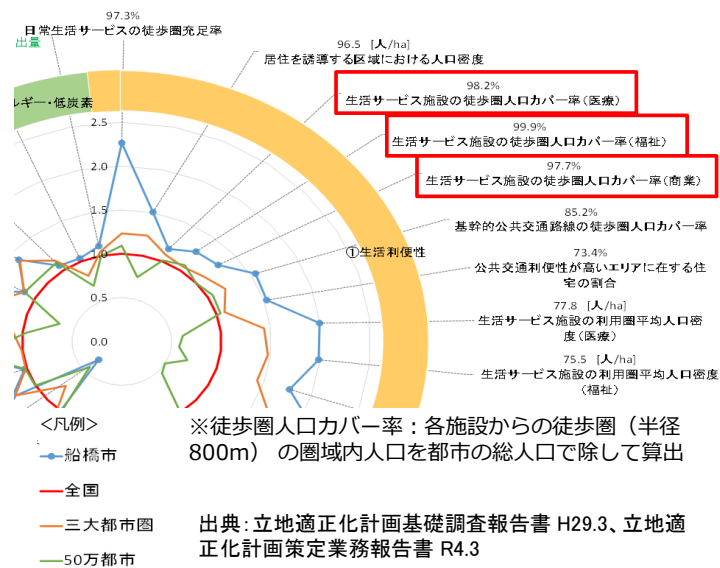 97.3%
日常生活サービスの徒歩圏充足率
出量
96.5 [人/ha]
居住を誘導する区域における人口密度
98.2%
生活サービス施設の徒歩圏人口カバー率(医療)
ルギー・低炭素
2.5
99.9%
生活サービス施設の徒歩圏人口カバー率(福祉)
2.0
97.7%
生活サービス施設の徒歩圏人口カバー率(商業)
1.5
85.2%
基幹的公共交通路線の徒歩圏人口カバー率
1.0
①生活利便性
73.4%
公共交通利便性が高いエリアに在する住
宅の割合
0.5
77.8 [人/ha]
生活サービス施設の利用圏平均人口密
度(医療)
0.0
75.5 [人/ha]
生活サービス施設の利用圏平均人口密度
(福祉)
<凡例>
船橋市
全国
三大都市圏
50万都市
※徒歩圏人口カバー率：各施設からの徒歩圏（半径
800m） の圏域内人口を都市の総人口で除して算出
出典：立地適正化計画基礎調査報告書 H29.3、立地適
正化計画策定業務報告書 R4.3